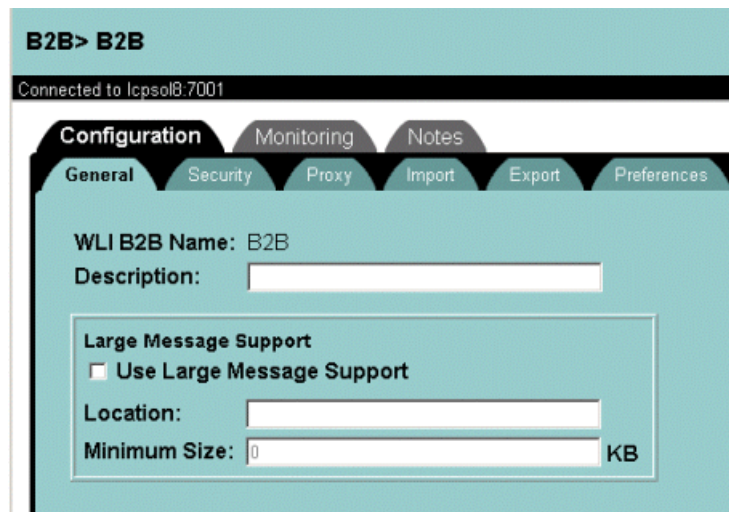 B2B> B2B
Connected to lcpsol8:7001
Configuration Monitoring Notes
General Security Proxy Import Export Preferences
WLI B2B Name: B2B
Description:
Large Message Support
Use Large Message Support
Location:
Minimum Size: 0 KB